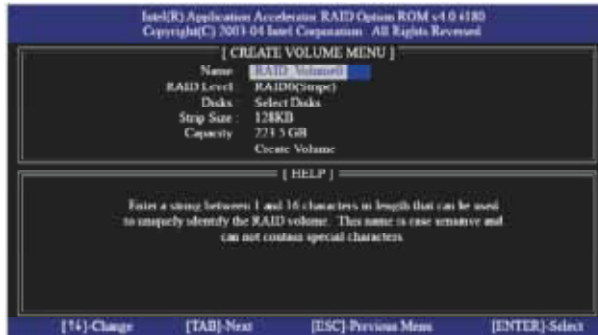 Intel(R) Application Accelerator RAID Option ROM v4.0.6180
Copyright(C) 2003-04 Intel Corporation All Rights Reserved
[ CREATE VOLUME MENU ]
Name RAID_Volume0
RAID Level RAID0(Stripe)
Disks Select Disks
Strip Size : 128KB
Capacity 223.5 GB
Create Volume
[ HELP ]
Enter a string between 1 and 16 characters in length that can be used
to uniquely identify the RAID volume. This name is case sensitive and
can not contain special characters
[↑↓]-Change [TAB]-Next [ESC]-Previous Menu [ENTER]-Select